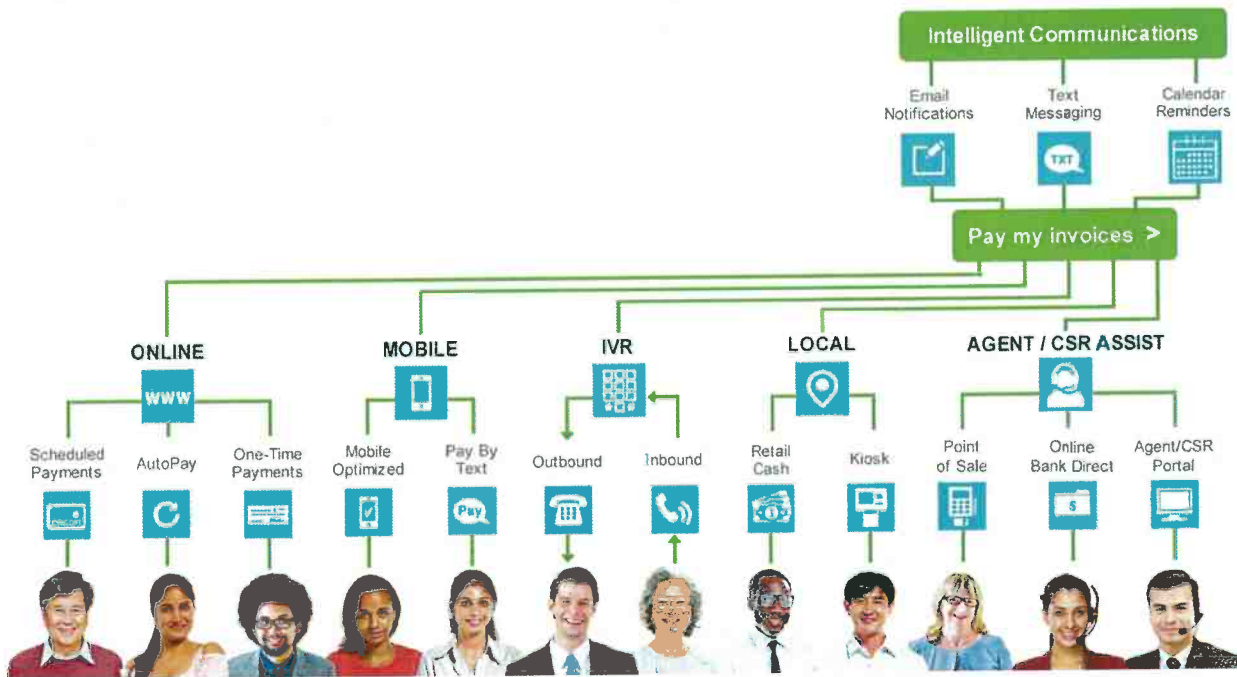 Intelligent Communications
Email
Notifications
Text
Messaging
Calendar
Reminders
TXT
Pay my invoices >
ONLINE
MOBILE
IVR
LOCAL
AGENT / CSR ASSIST
www
Scheduled
Payments
AutoPay
One-Time
Payments
Mobile
Optimized
Pay By
Text
Outbound
Inbound
Retail
Cash
Kiosk
Point
of Sale
Online
Bank Direct
Agent/CSR
Portal
Pay
$